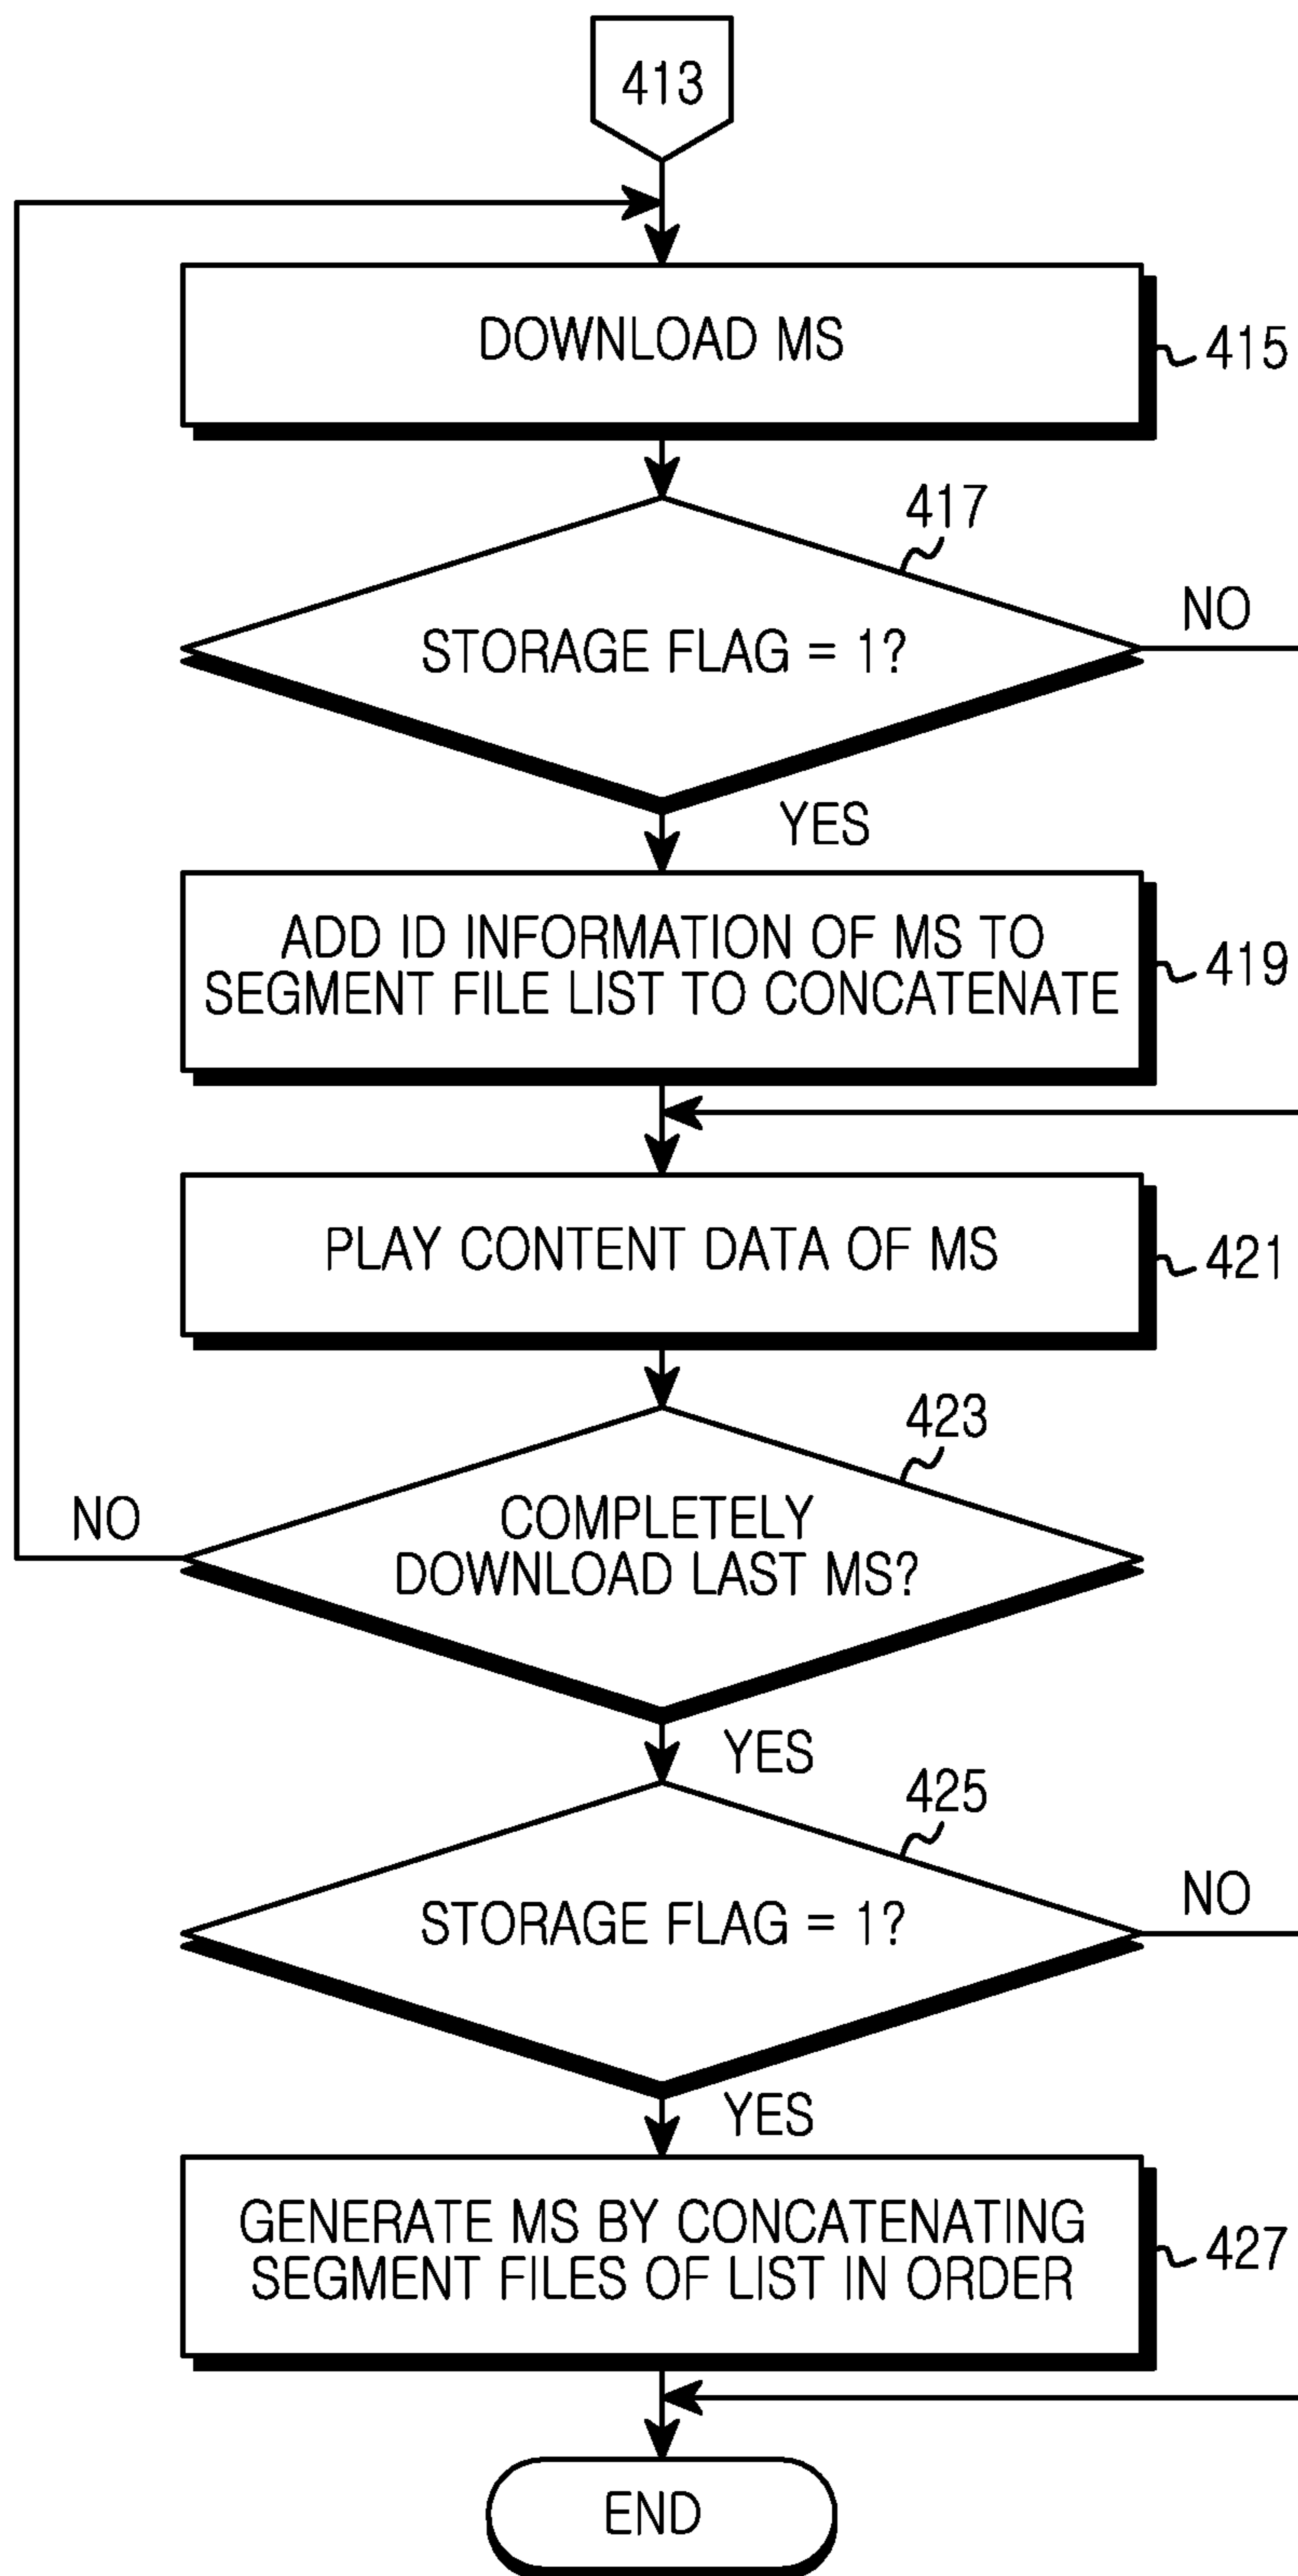 413
DOWNLOAD MS
415
417
STORAGE FLAG = 1?
NO
YES
ADD ID INFORMATION OF MS TO
SEGMENT FILE LIST TO CONCATENATE
419
PLAY CONTENT DATA OF MS
421
423
COMPLETELY
DOWNLOAD LAST MS?
NO
YES
425
STORAGE FLAG = 1?
NO
YES
GENERATE MS BY CONCATENATING
SEGMENT FILES OF LIST IN ORDER
427
END